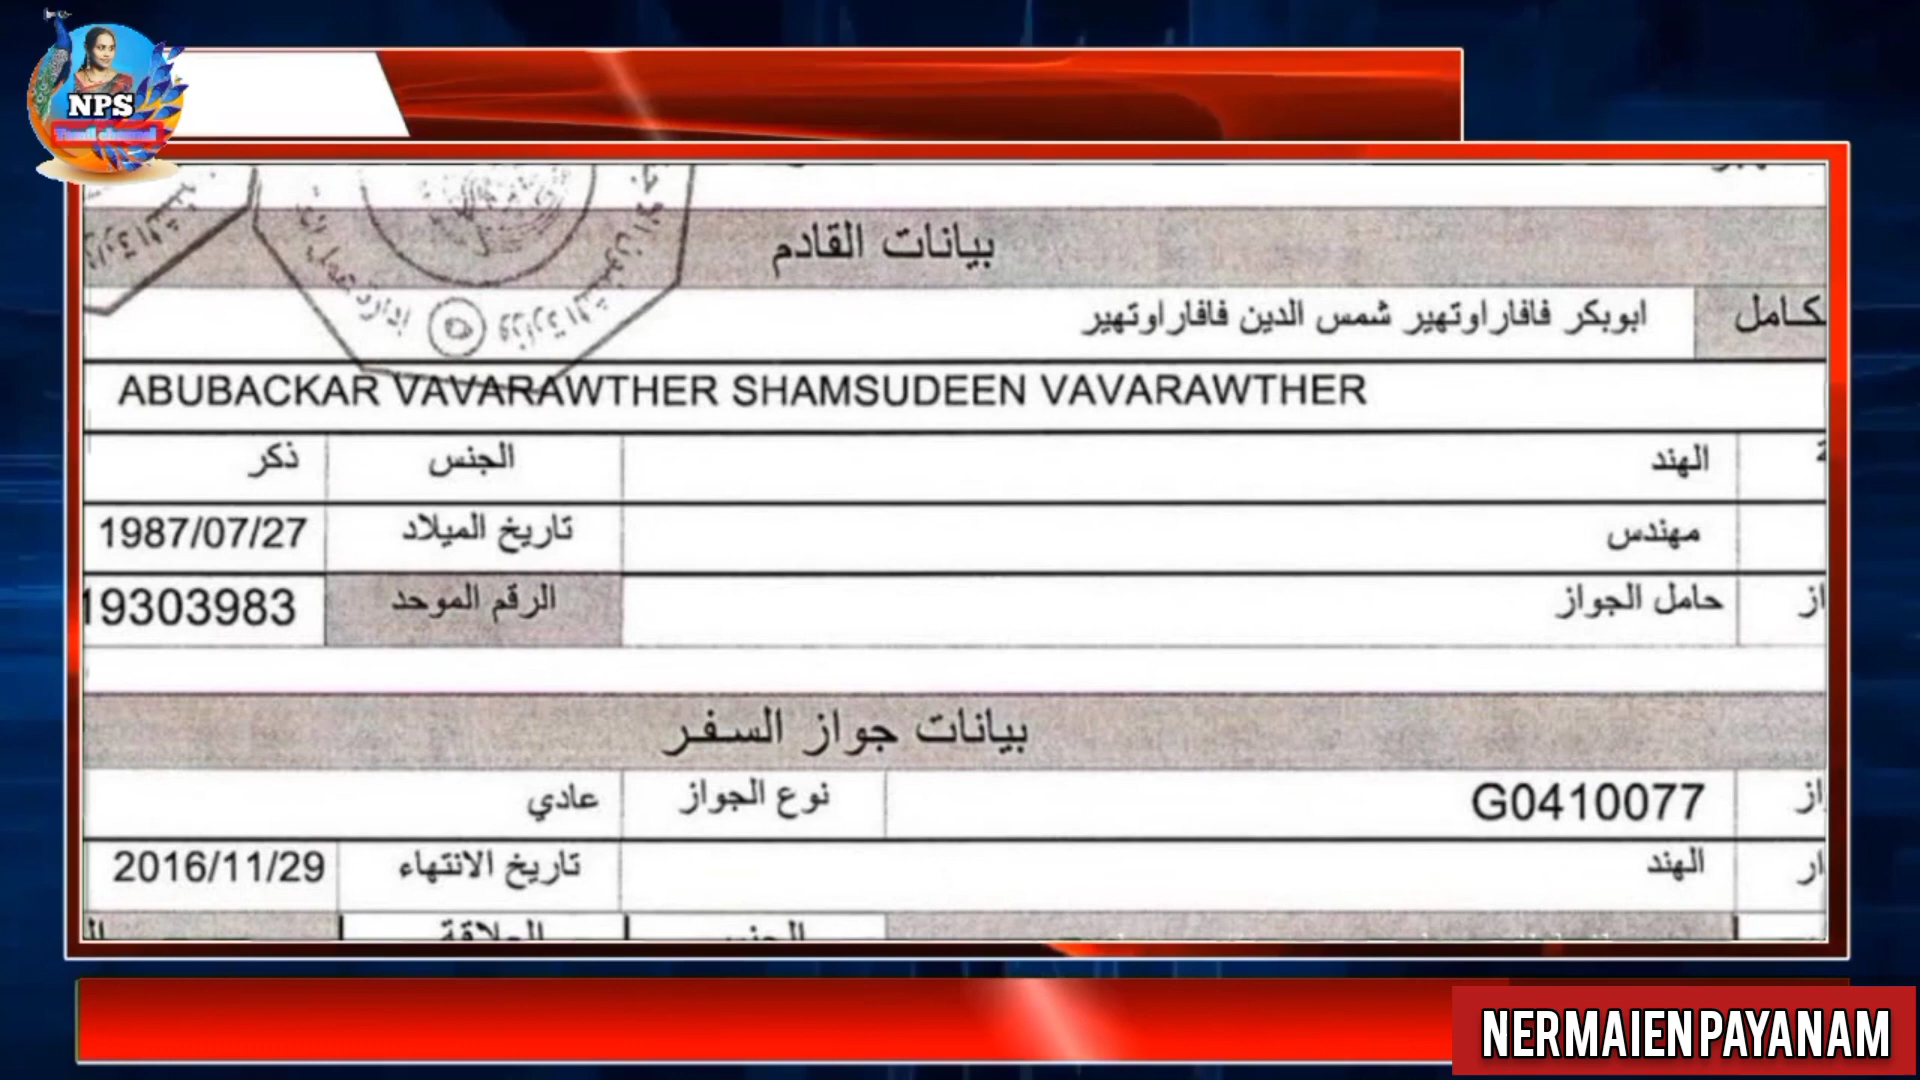 NPS
Tamil channel
بيانات القادم
ابوبكر فافاراوتهير شمس الدين فافاراوتهير
ABUBACKAR VAVARAWTHER SHAMSUDEEN VAVARAWTHER
الهند الجنس ذكر
مهندس تاريخ الميلاد 1987/07/27
حامل الجواز الرقم الموحد 19303983
بيانات جواز السفر
G0410077 نوع الجواز عادي
الهند تاريخ الانتهاء 2016/11/29
NERMAIEN PAYANAM